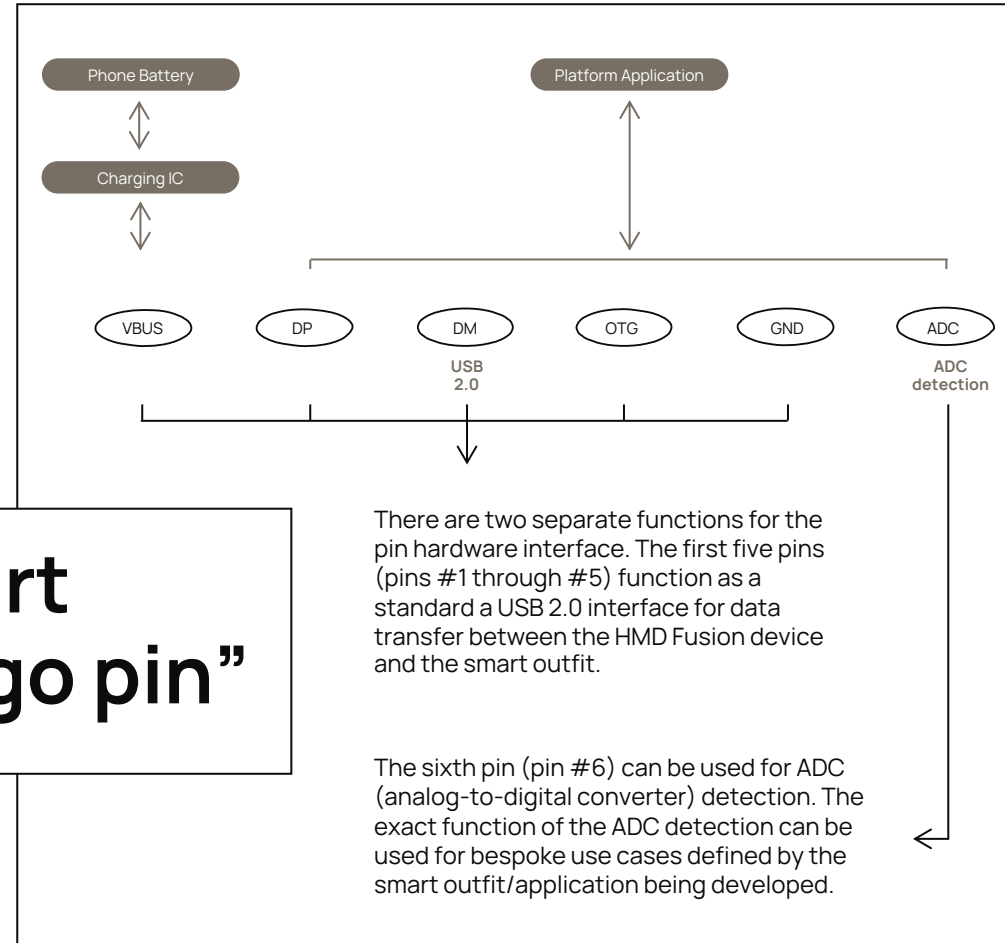 Phone Battery
Platform Application
Charging IC
VBUS
DP
DM
OTG
GND
ADC
USB
2.0
ADC
detection
rt
go pin”
There are two separate functions for the
pin hardware interface. The first five pins
(pins #1 through #5) function as a
standard a USB 2.0 interface for data
transfer between the HMD Fusion device
and the smart outfit.
The sixth pin (pin #6) can be used for ADC
(analog-to-digital converter) detection. The
exact function of the ADC detection can be
used for bespoke use cases defined by the
smart outfit/application being developed.